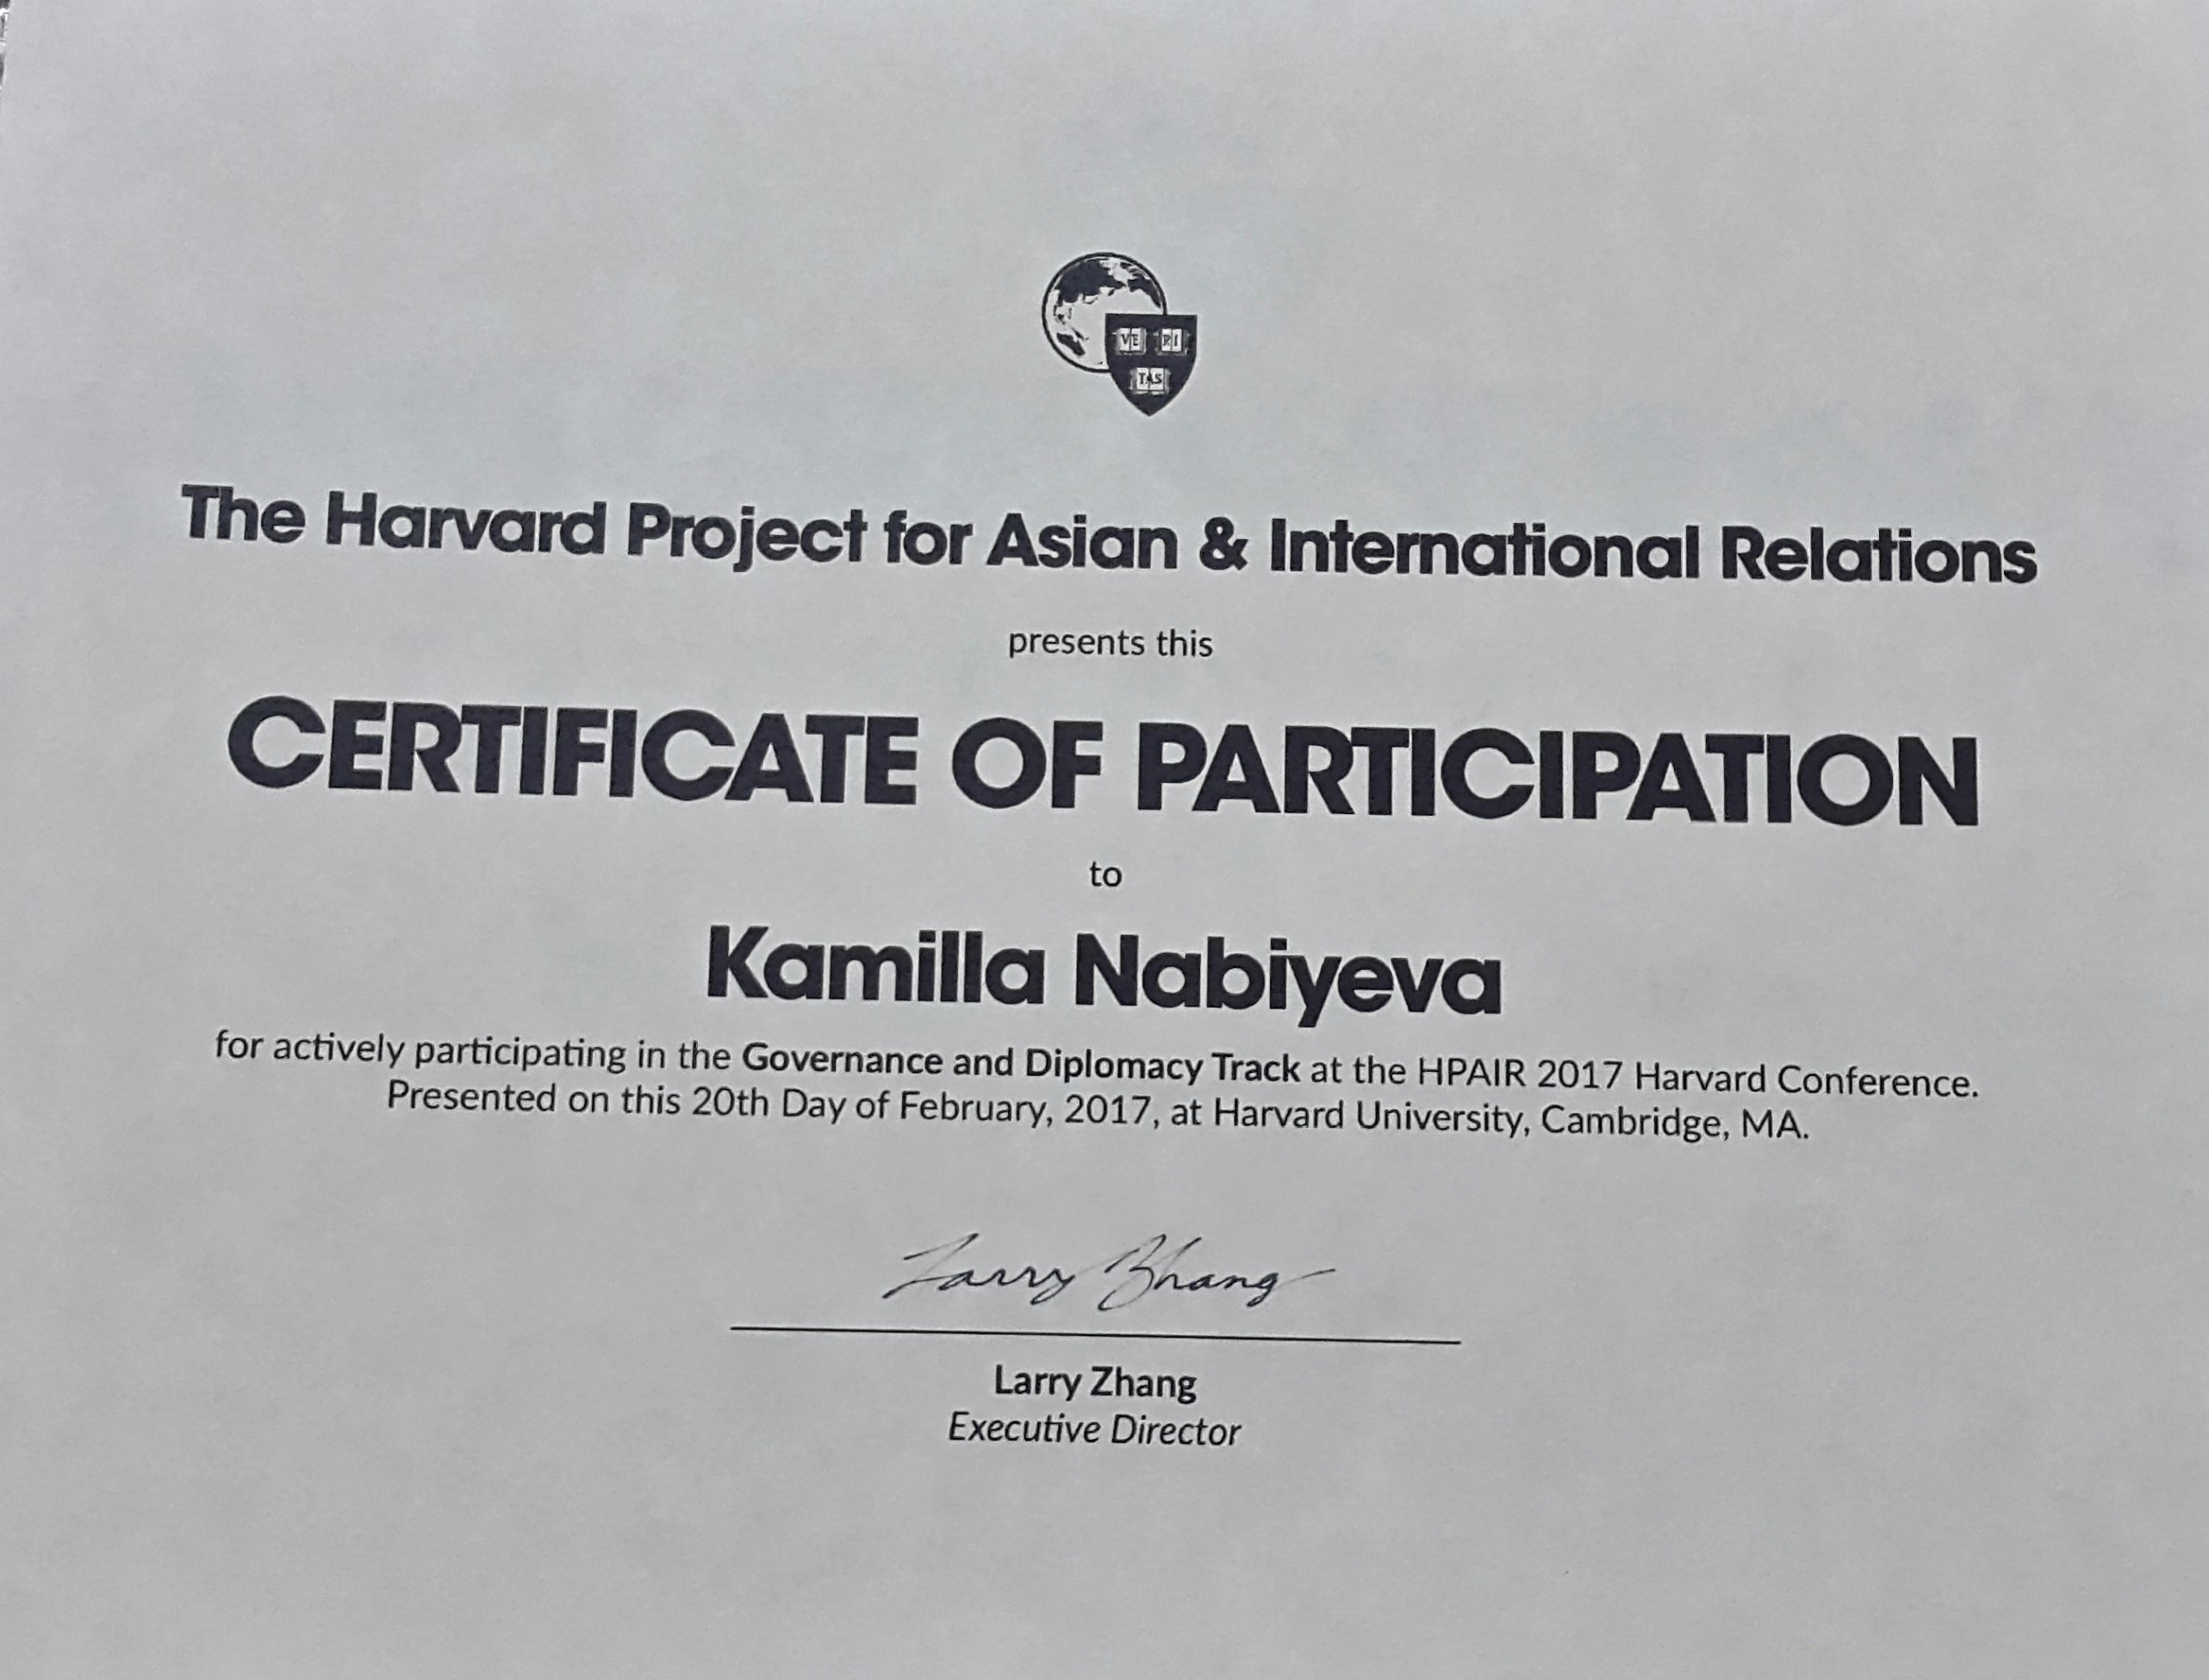 VE RI
TAS
The Harvard Project for Asian & International Relations
presents this
CERTIFICATE OF PARTICIPATION
to
Kamilla Nabiyeva
for actively participating in the Governance and Diplomacy Track at the HPAIR 2017 Harvard Conference.
Presented on this 20th Day of February, 2017, at Harvard University, Cambridge, MA.
Larry Zhang
Larry Zhang
Executive Director